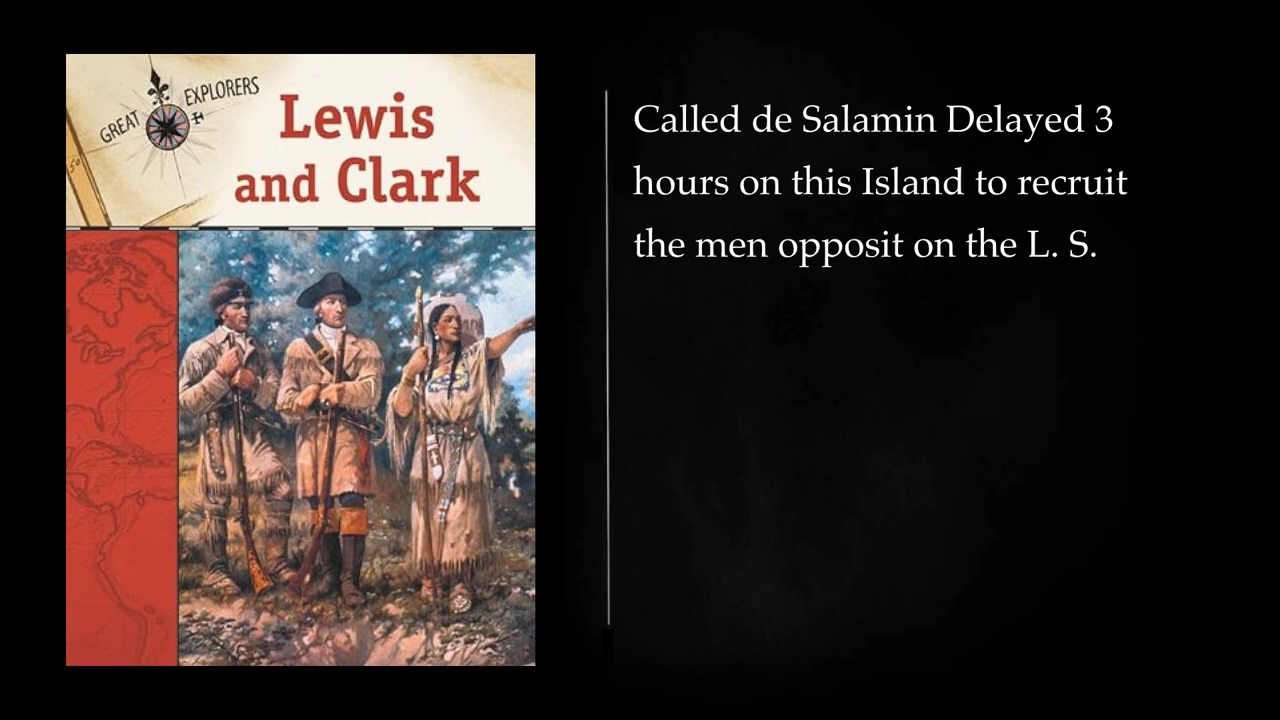 GREAT EXPLORERS
Lewis
and Clark
50
Called de Salamin Delayed 3
hours on this Island to recruit
the men opposit on the L. S.